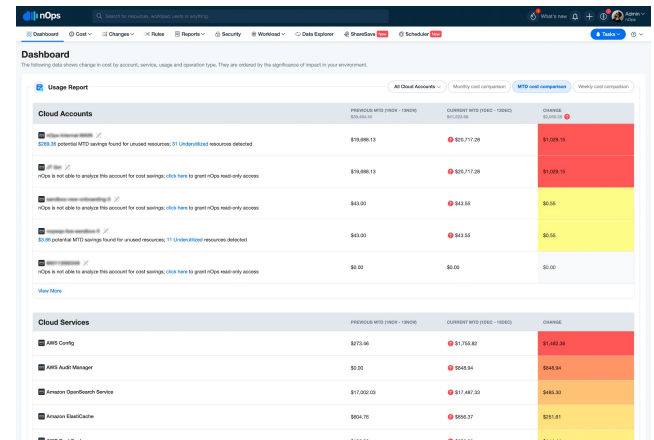 nOps
Search for resources, workload, users or anything
What's new
Admin
nOps
Dashboard
Cost
Changes
Rules
Reports
Security
Workload
Data Explorer
ShareSave New
Scheduler New
Tasks
Dashboard
The following data shows change in cost by account, service, usage and operation type. They are ordered by the significance of impact in your environment.
Usage Report
All Cloud Accounts
Monthly cost comparison
MTD cost comparison
Weekly cost comparison
Cloud Accounts
PREVIOUS MTD (1NOV - 13NOV)
CURRENT MTD (1DEC - 13DEC)
CHANGE
$289.36 potential MTD savings found for unused resources; 31 Underutilized resources detected
$19,688.13
$20,717.28
$1,029.15
nOps is not able to analyze this account for cost savings; click here to grant nOps read-only access
$19,688.13
$20,717.28
$1,029.15
nOps is not able to analyze this account for cost savings; click here to grant nOps read-only access
$43.00
$43.55
$0.55
$3.86 potential MTD savings found for unused resources; 11 Underutilized resources detected
$43.00
$43.55
$0.55
nOps is not able to analyze this account for cost savings; click here to grant nOps read-only access
$0.00
$0.00
$0.00
View More
Cloud Services
PREVIOUS MTD (1NOV - 13NOV)
CURRENT MTD (1DEC - 13DEC)
CHANGE
AWS Config
$273.46
$1,755.82
$1,482.36
AWS Audit Manager
$0.00
$848.94
$848.94
Amazon OpenSearch Service
$17,002.03
$17,487.33
$485.30
Amazon ElastiCache
$604.76
$856.37
$251.61